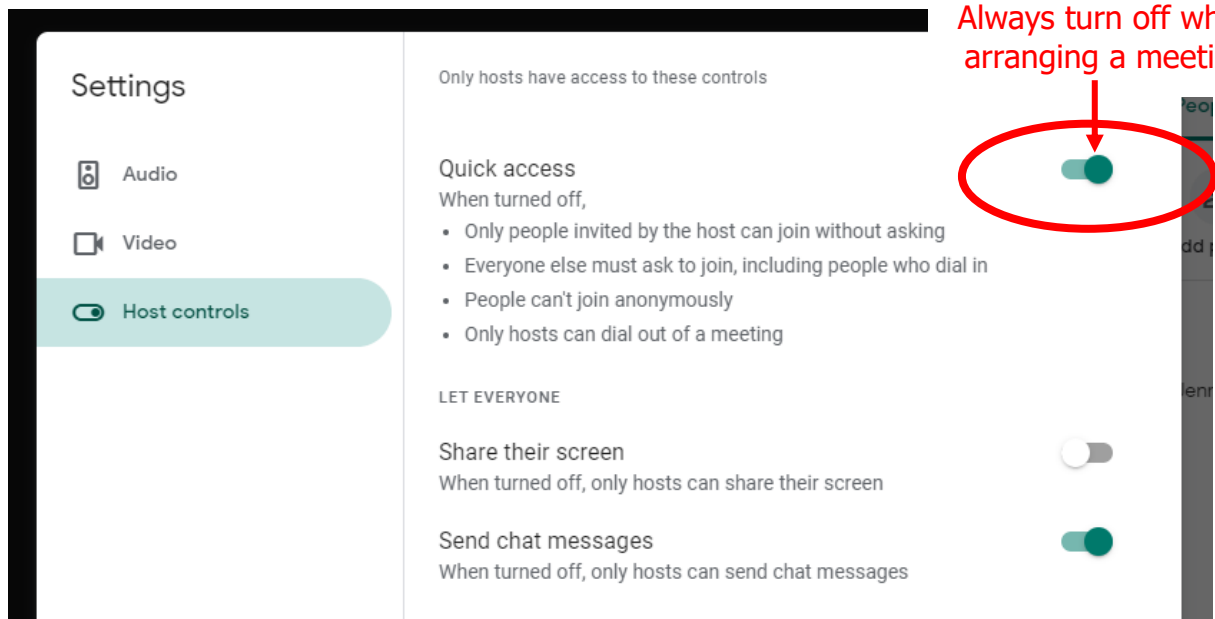 Always turn off
arranging a
Settings
Only hosts have access to these controls
Audio
Quick access
When turned off,
• Only people invited by the host can join without asking
Video
• Everyone else must ask to join, including people who dial in
• People can't join anonymously
Host controls
• Only hosts can dial out of a meeting
LET EVERYONE
Share their screen
When turned off, only hosts can share their screen
Send chat messages
When turned off, only hosts can send chat messages